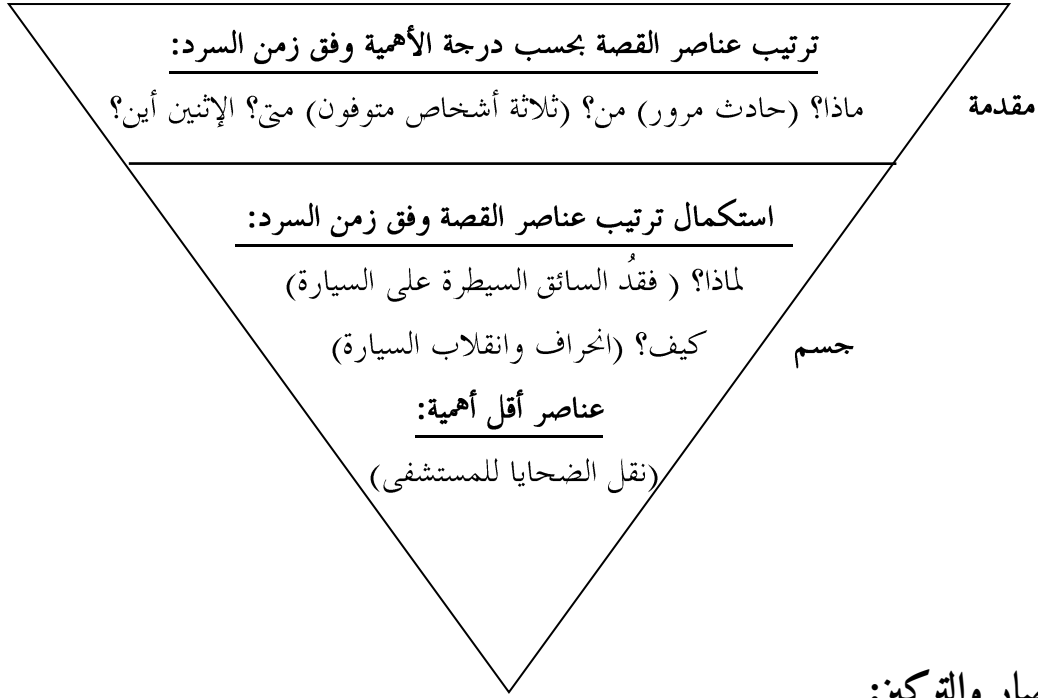 ترتيب عناصر القصة بحسب درجة الأهمية وفق زمن السرد:
ماذا؟ (حادث مرور) من؟ (ثلاثة أشخاص متوفون) متى؟ الإثنين أين؟
مقدمة
استكمال ترتيب عناصر القصة وفق زمن السرد:
لماذا؟ ( فقدُ السائق السيطرة على السيارة)
كيف؟ (انحراف وانقلاب السيارة)
جسم
عناصر أقل أهمية:
(نقل الضحايا للمستشفى)
والتركيز: